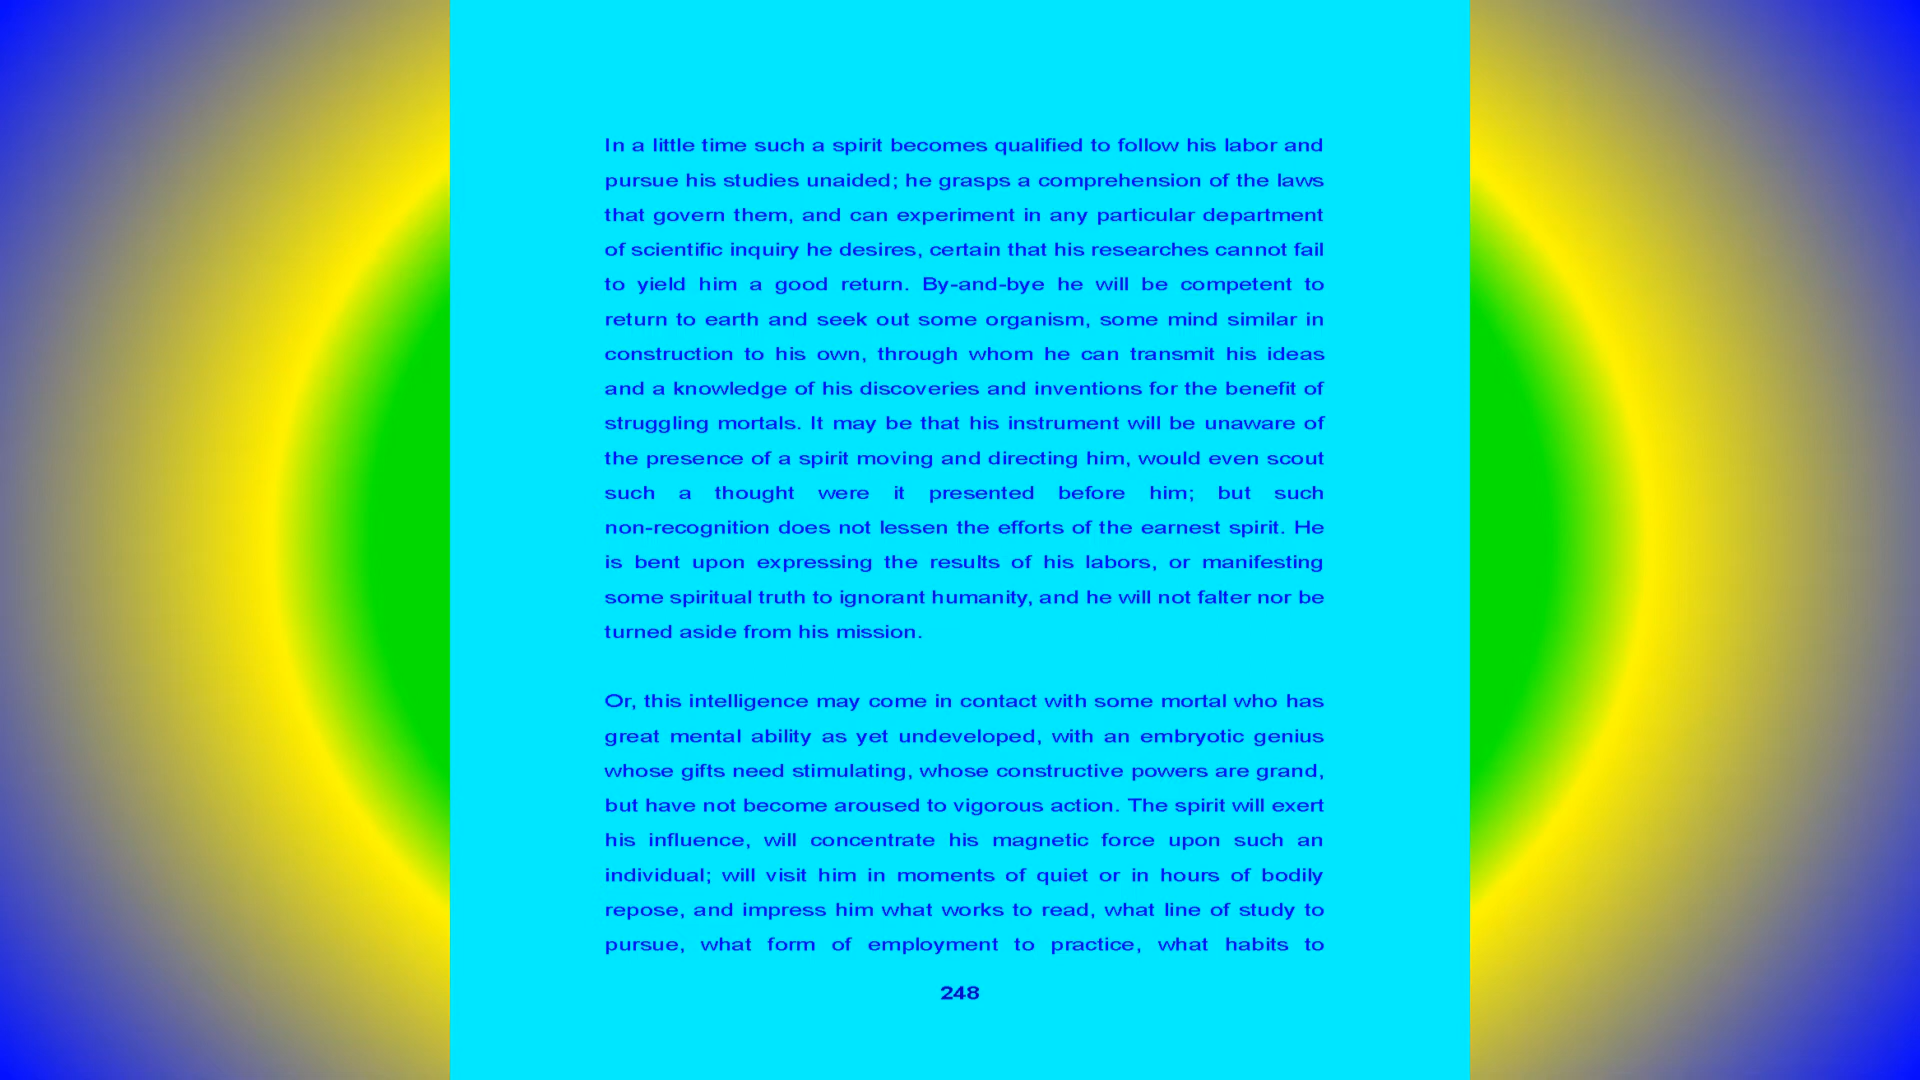 In a little time such a spirit becomes qualified to follow his labor and
pursue his studies unaided; he grasps a comprehension of the laws
that govern them, and can experiment in any particular department
of scientific inquiry he desires, certain that his researches cannot fail
to yield him a good return. By-and-bye he will be competent to
return to earth and seek out some organism, some mind similar in
construction to his own, through whom he can transmit his ideas
and a knowledge of his discoveries and inventions for the benefit of
struggling mortals. It may be that his instrument will be unaware of
the presence of a spirit moving and directing him, would even scout
such a thought were it presented before him; but such
non-recognition does not lessen the efforts of the earnest spirit. He
is bent upon expressing the results of his labors, or manifesting
some spiritual truth to ignorant humanity, and he will not falter nor be
turned aside from his mission.
Or, this intelligence may come in contact with some mortal who has
great mental ability as yet undeveloped, with an embryotic genius
whose gifts need stimulating, whose constructive powers are grand,
but have not become aroused to vigorous action. The spirit will exert
his influence, will concentrate his magnetic force upon such an
individual; will visit him in moments of quiet or in hours of bodily
repose, and impress him what works to read, what line of study to
pursue, what form of employment to practice, what habits to
248